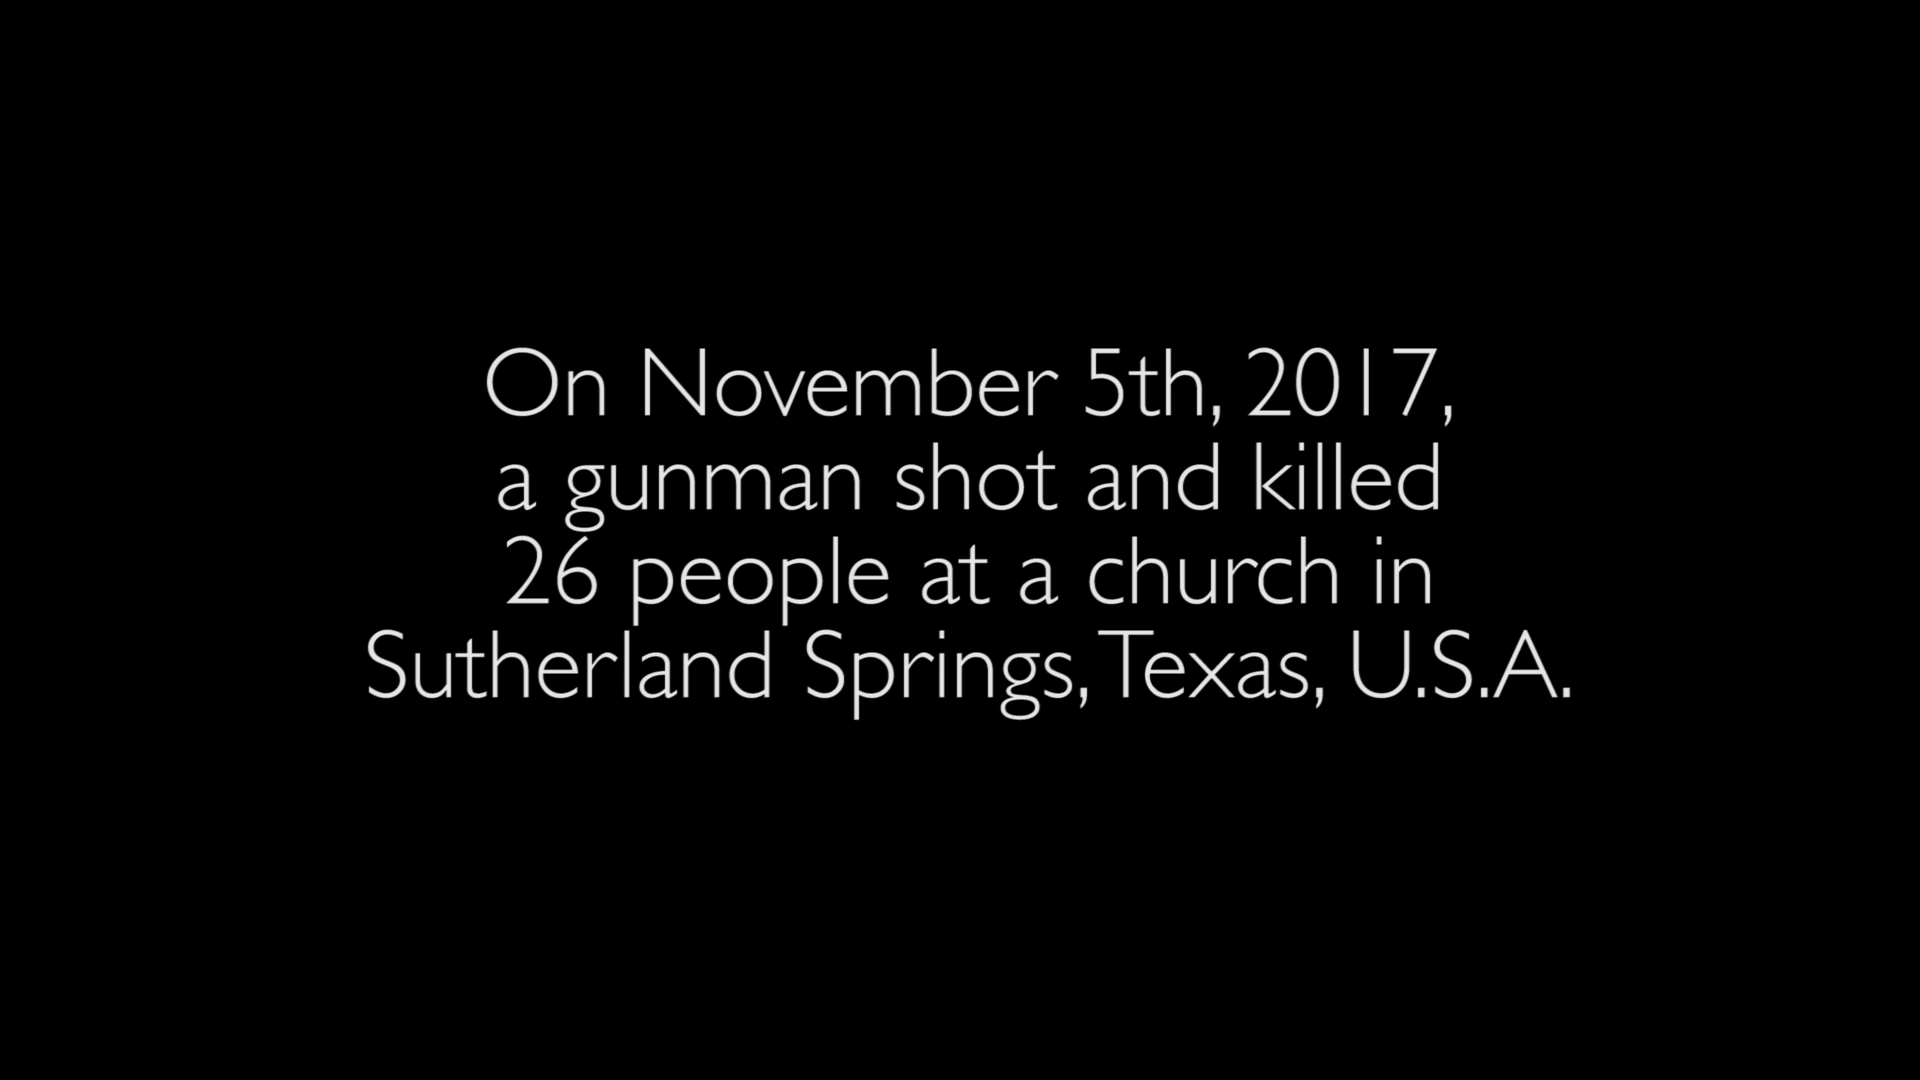 On November 5th, 2017,
a gunman shot and killed
26 people at a church in
Sutherland Springs, Texas, U.S.A.